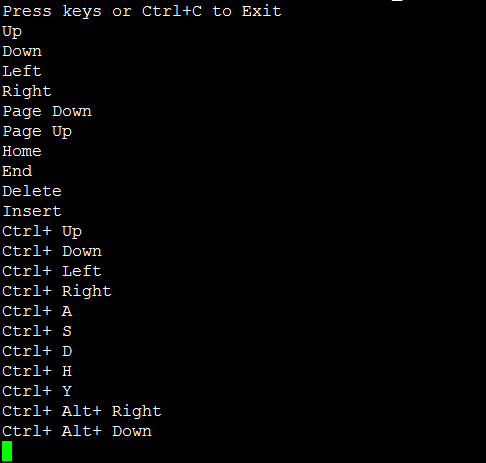 Press keys or Ctrl+C to Exit
Up
Down
Left
Right
Page Down
Page Up
Home
End
Delete
Insert
Ctrl+ Up
Ctrl+ Down
Ctrl+ Left
Ctrl+ Right
Ctrl+ A
Ctrl+ S
Ctrl+ D
Ctrl+ H
Ctrl+ Y
Ctrl+ Alt+ Right
Ctrl+ Alt+ Down